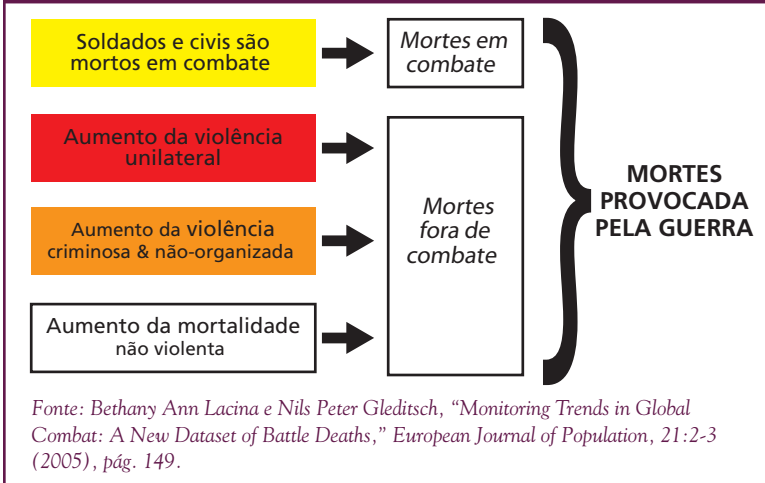 Soldados e civis são
mortos em combate
Mortes em
combate
Aumento da violência
unilateral
Aumento da violência
criminosa & não-organizada
Aumento da mortalidade
não violenta
Mortes
fora de
combate
MORTES
PROVOCADA
PELA GUERRA
Fonte: Bethany Ann Lacina e Nils Peter Gleditsch, “Monitoring Trends in Global
Combat: A New Dataset of Battle Deaths,” European Journal of Population, 21:2-3
(2005), pág. 149.